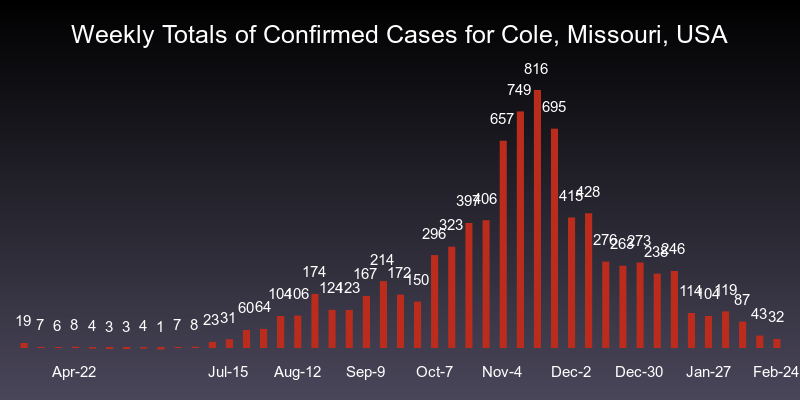 Weekly Totals of Confirmed Cases for Cole, Missouri, USA
19 7 6 8 4 3 3 4 1 7 8 23 31 60 64 104 106 174 124 123 167 214 172 150 296 323 397 406 657 749 816 695 415 428 276 263 273 238 246 114 104 119 87 43 32
Apr-22 Jul-15 Aug-12 Sep-9 Oct-7 Nov-4 Dec-2 Dec-30 Jan-27 Feb-24